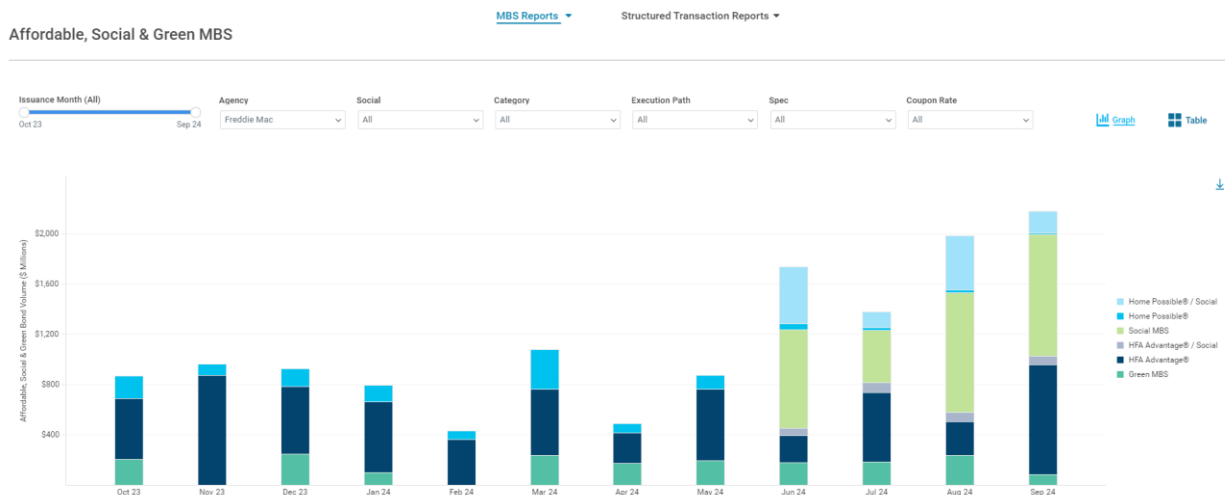 MBS Reports
Structured Transaction Reports
Affordable, Social & Green MBS
Issuance Month (All)
Oct 23
Sep 24
Agency
Freddie Mac
Social
All
Category
All
Execution Path
All
Spec
All
Coupon Rate
All
Graph
Table
Affordable, Social & Green Bond Volume ($ Millions)
$2,000
$1,600
$1,200
$800
$400
Home Possible® / Social
Home Possible®
Social MBS
HFA Advantage® / Social
HFA Advantage®
Green MBS
Oct 23
Nov 23
Dec 23
Jan 24
Feb 24
Mar 24
Apr 24
May 24
Jun 24
Jul 24
Aug 24
Sep 24